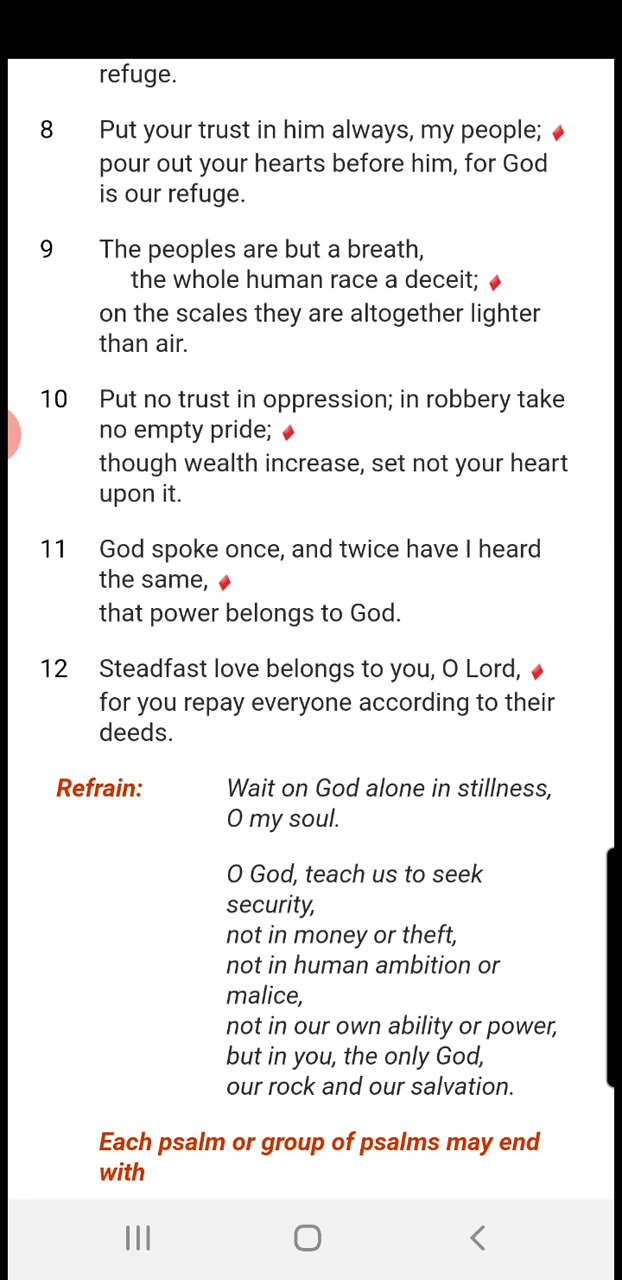 refuge.
8 Put your trust in him always, my people; ♦
pour out your hearts before him, for God
is our refuge.
9 The peoples are but a breath,
the whole human race a deceit; ♦
on the scales they are altogether lighter
than air.
10 Put no trust in oppression; in robbery take
no empty pride; ♦
though wealth increase, set not your heart
upon it.
11 God spoke once, and twice have I heard
the same, ♦
that power belongs to God.
12 Steadfast love belongs to you, O Lord, ♦
for you repay everyone according to their
deeds.
Refrain: Wait on God alone in stillness,
O my soul.
O God, teach us to seek
security,
not in money or theft,
not in human ambition or
malice,
not in our own ability or power,
but in you, the only God,
our rock and our salvation.
Each psalm or group of psalms may end
with